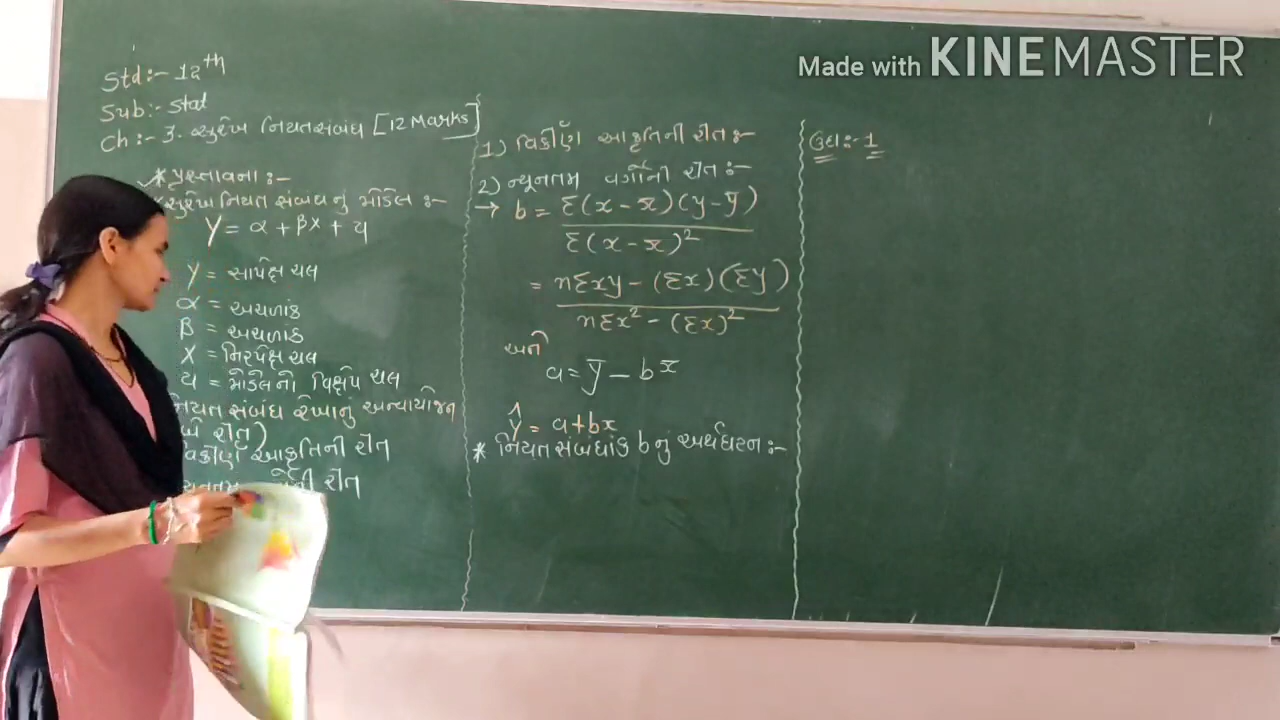 Made with KINEMASTER
Std:- 12th
Sub:- Stat
Ch:- 3. સુરેખ નિયતસંબંધ [12 Marks]
* પ્રસ્તાવના :-
* સુરેખ નિયત સંબંધ નું મોડેલ :-
Y = α + βX + u
Y = સાપેક્ષ ચલ
α = અચળાંક
β = અચળાંક
X = નિરપેક્ષ ચલ
u = મોડેલનો વિક્ષેપ ચલ
નિયત સંબંધ રેખાનું અન્વાયોજન
રીત)
આકૃતિની રીત
રીત
1) વિકીર્ણ આકૃતિની રીત :-
2) ન્યૂનતમ વર્ગોની રીત :-
→ b = Σ(x - x̄)(y - ȳ)
Σ(x - x̄)²
= nΣxy - (Σx)(Σy)
nΣx² - (Σx)²
અને
a = ȳ - bx̄
Ŷ = a+bx
* નિયત સંબંધાંક b નું અર્થઘટન :-
ઉદા:- 1